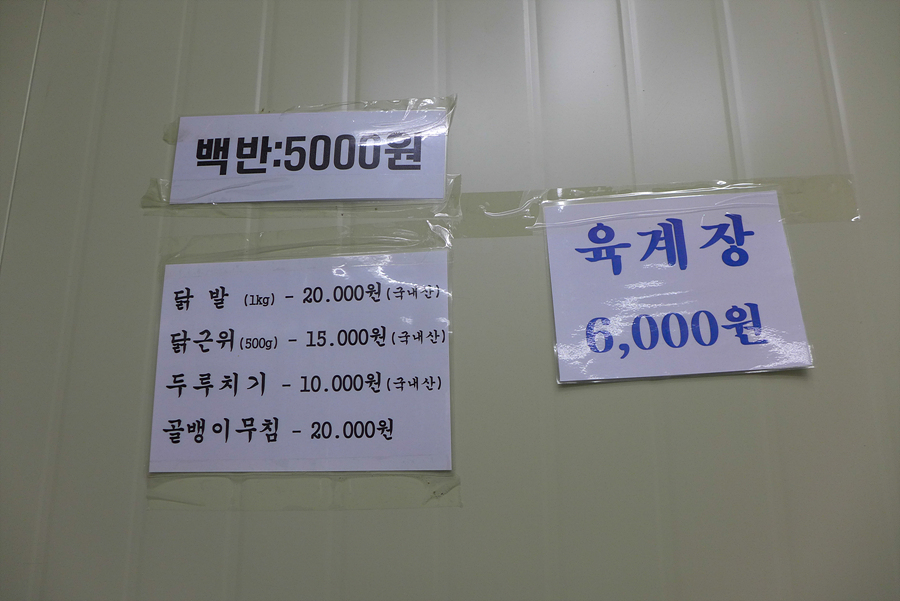 백반:5000원
닭 발 (1kg) - 20.000원(국내산)
닭근위(500g) - 15.000원(국내산)
두루치기 - 10.000원(국내산)
골뱅이무침 - 20.000원
육계장
6,000원